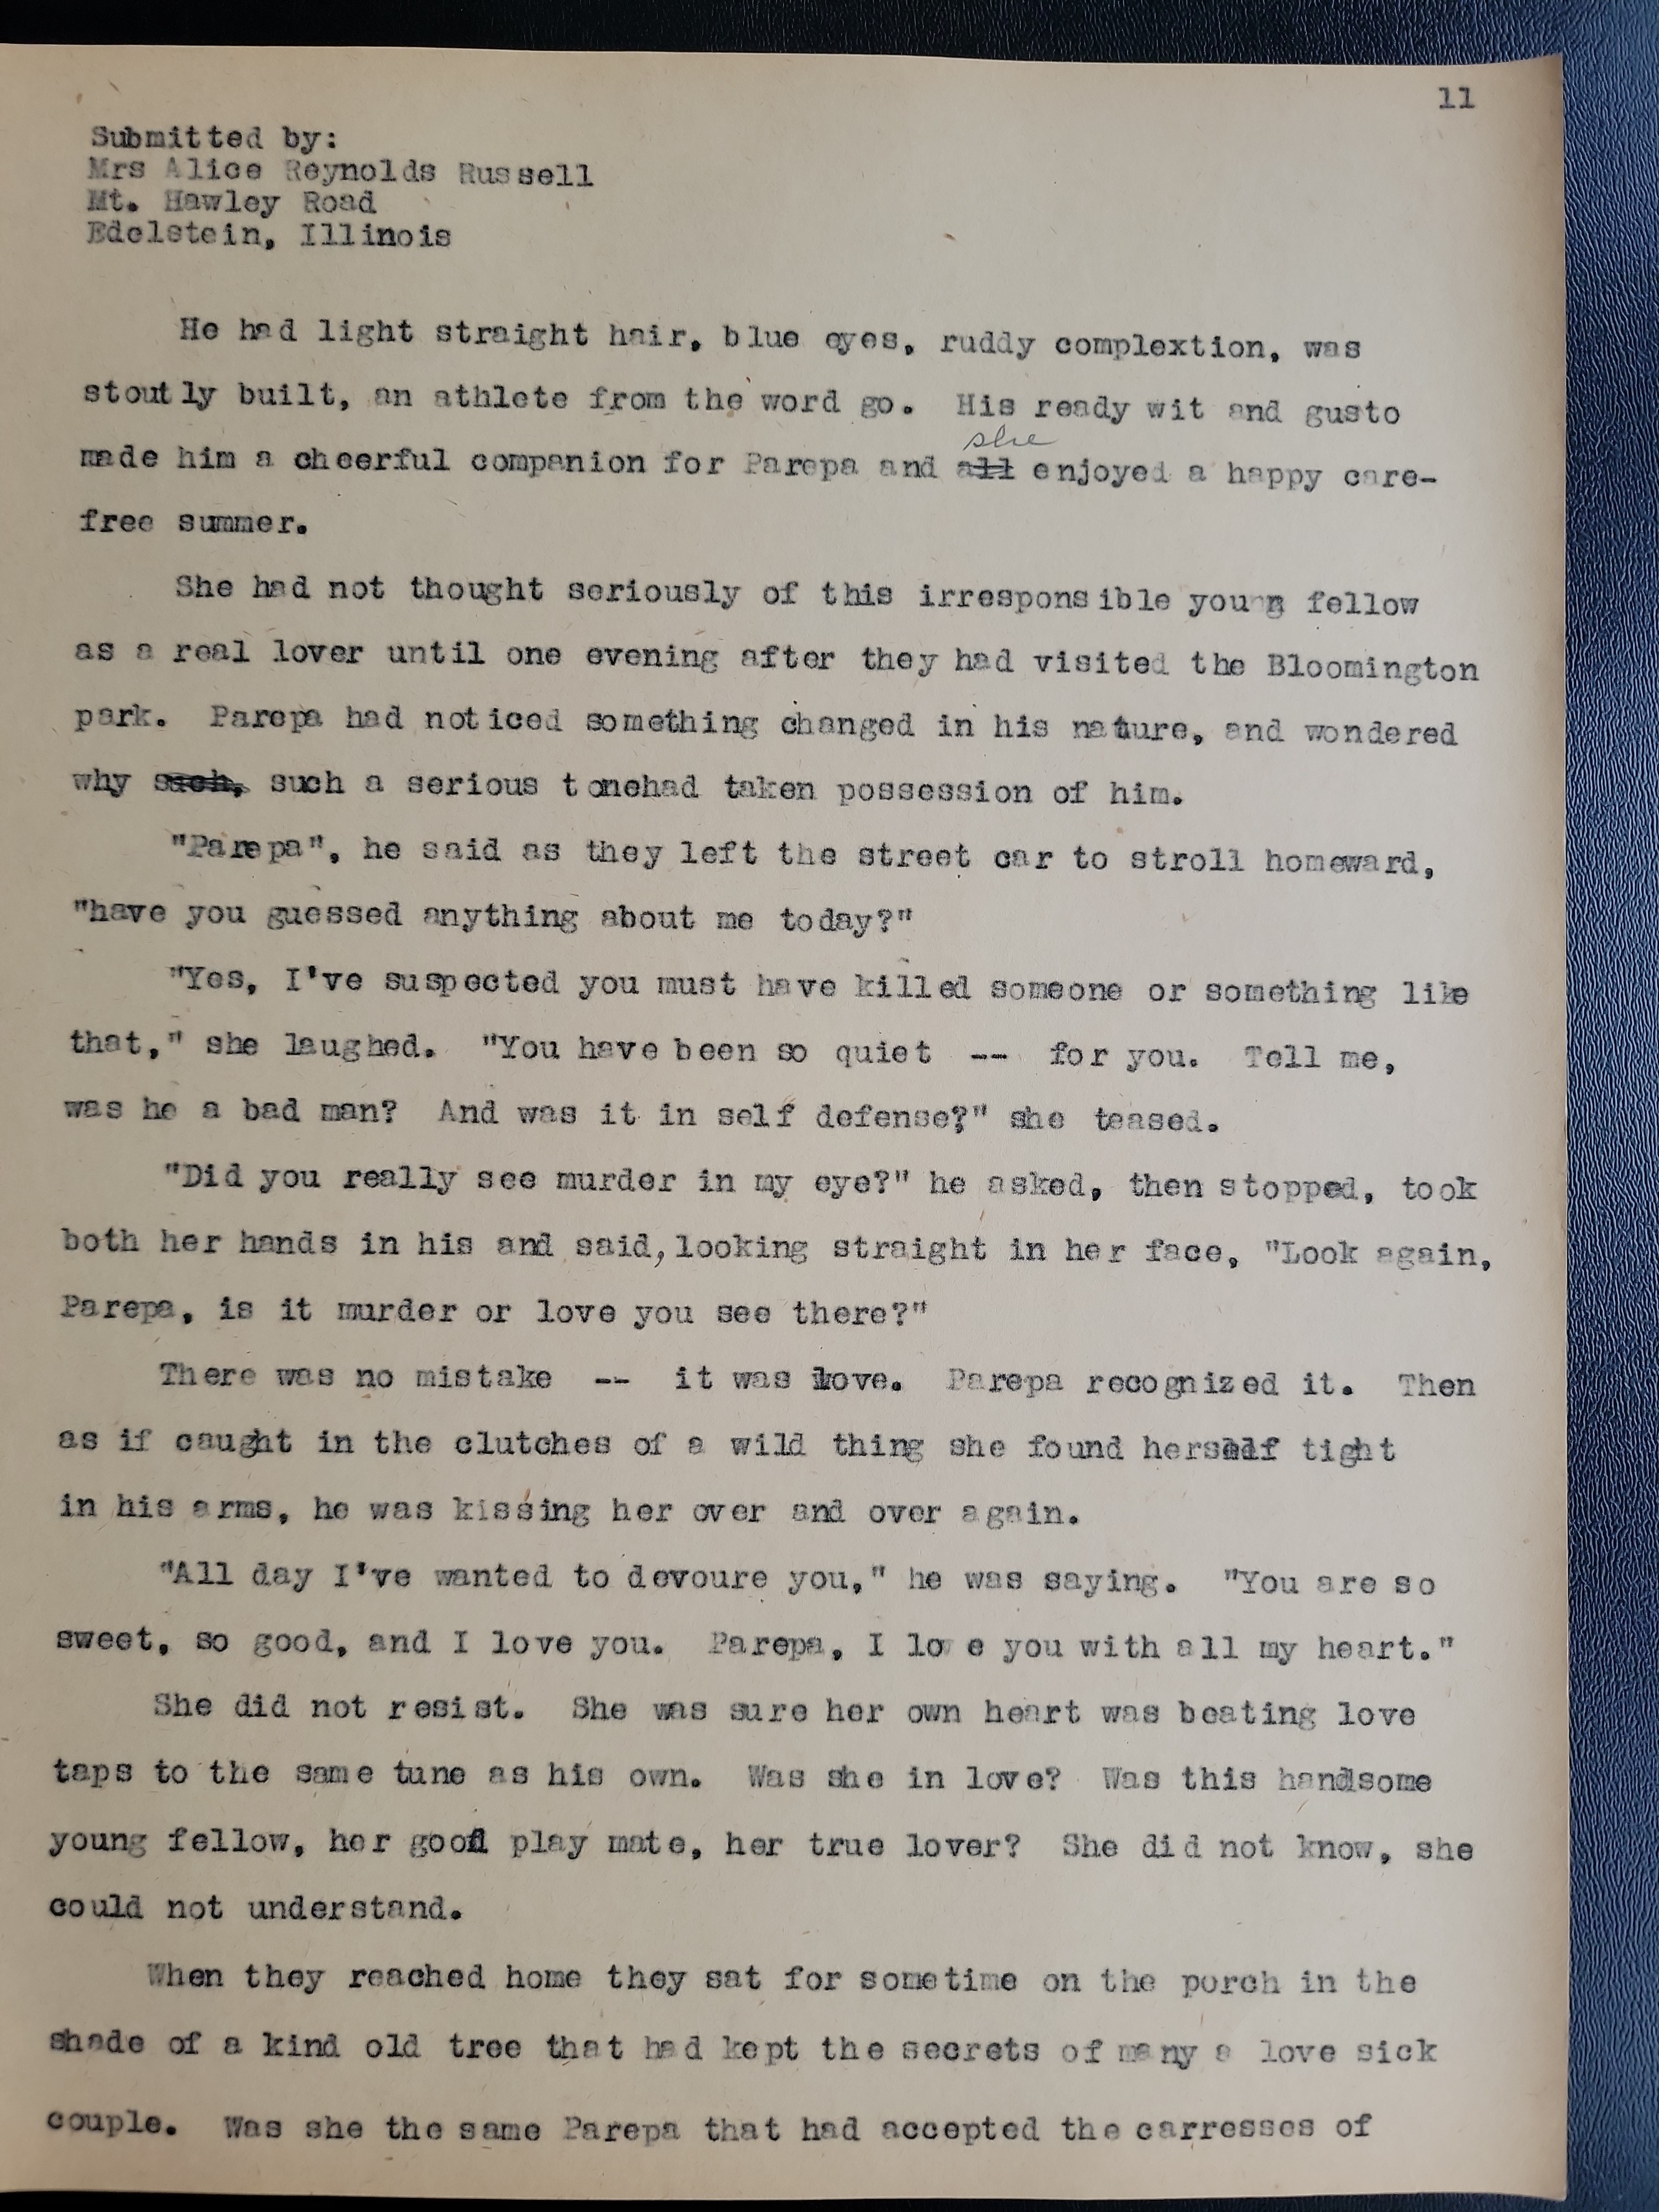 11
Submitted by:
Mrs Alice Reynolds Russell
Mt. Hawley Road
Edelstein, Illinois
He had light straight hair, blue eyes, ruddy complextion, was
stoutly built, an athlete from the word go. His ready wit and gusto
she
made him a cheerful companion for Parepa and all enjoyed a happy care-
free summer.
She had not thought seriously of this irresponsible young fellow
as a real lover until one evening after they had visited the Bloomington
park. Parepa had noticed something changed in his nature, and wondered
why such, such a serious tonehad taken possession of him.
"Parepa", he said as they left the street car to stroll homeward,
"have you guessed anything about me today?"
"Yes, I've suspected you must have killed someone or something like
that," she laughed. "You have been so quiet -- for you. Tell me,
was he a bad man? And was it in self defense?" she teased.
"Did you really see murder in my eye?" he asked, then stopped, took
both her hands in his and said, looking straight in her face, "Look again,
Parepa, is it murder or love you see there?"
There was no mistake -- it was love. Parepa recognized it. Then
as if caught in the clutches of a wild thing she found herself tight
in his arms, he was kissing her over and over again.
"All day I've wanted to devoure you," he was saying. "You are so
sweet, so good, and I love you. Parepa, I love you with all my heart."
She did not resist. She was sure her own heart was beating love
taps to the same tune as his own. Was she in love? Was this handsome
young fellow, her good play mate, her true lover? She did not know, she
could not understand.
When they reached home they sat for sometime on the porch in the
shade of a kind old tree that had kept the secrets of many a love sick
couple. Was she the same Parepa that had accepted the carresses of